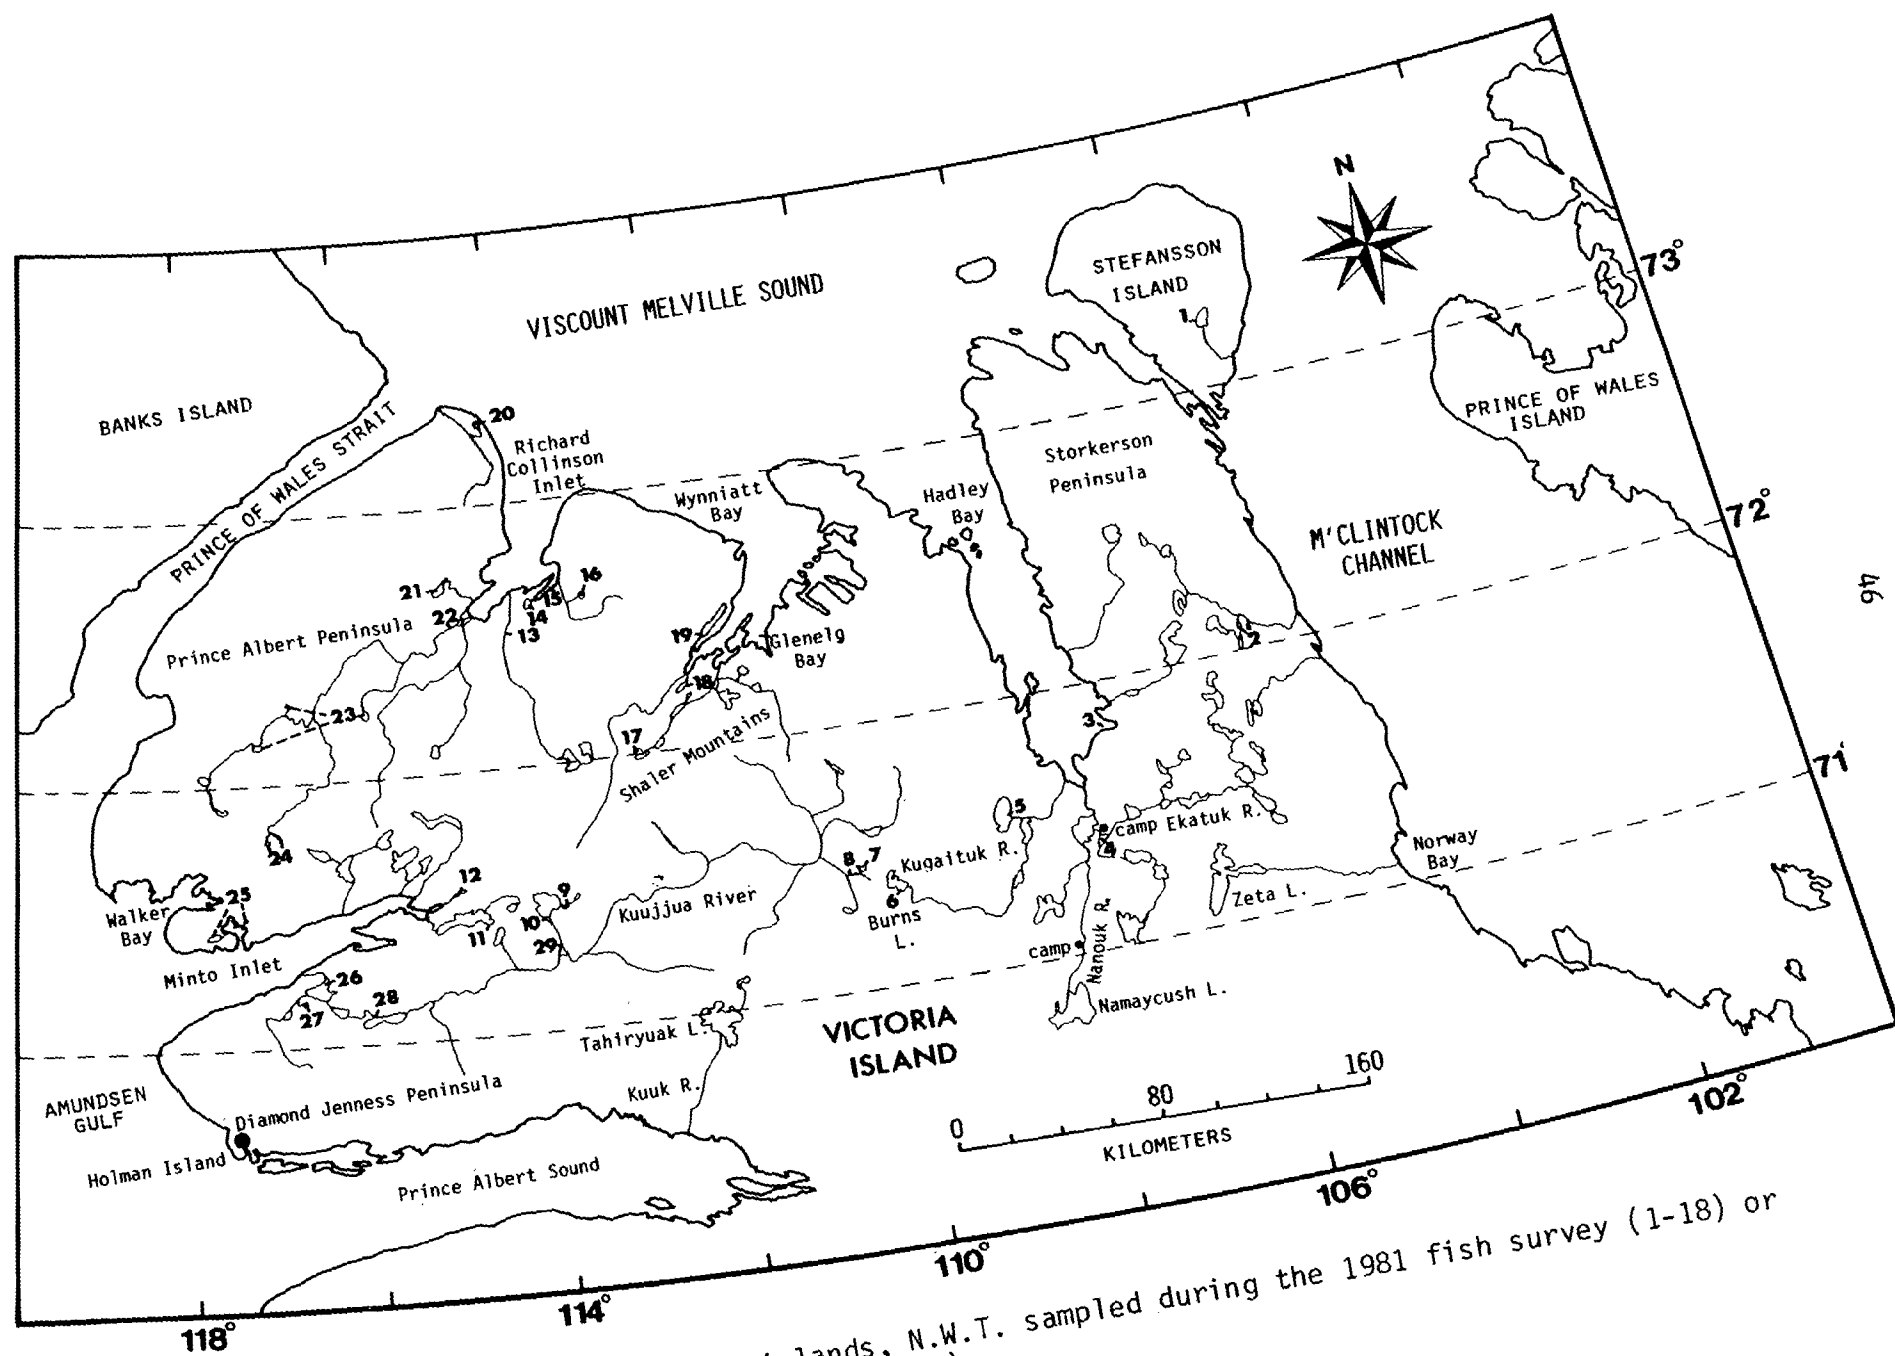 N
STEFANSSON
ISLAND
1
73°
VISCOUNT MELVILLE SOUND
BANKS ISLAND
PRINCE OF WALES STRAIT
PRINCE OF WALES
ISLAND
20
Richard
Collinson
Inlet
Wynniatt
Bay
Hadley
Bay
Storkerson
Peninsula
M'CLINTOCK
CHANNEL
72°
46
21
22
16
15
14
13
Prince Albert Peninsula
19
Glenelg
Bay
18
2
23
17
Shaler Mountains
3
71°
5
camp
Ekatuk R.
4
24
12
8
7
Kugaituk R.
Norway
Bay
25
Walker
Bay
9
10
11
29
Kuujjua River
6
Burns
L.
Zeta L.
camp
Nanouk R.
Minto Inlet
26
27
28
Namaycush L.
Tahiryuak L.
VICTORIA
ISLAND
Kuuk R.
AMUNDSEN
GULF
Diamond Jenness Peninsula
Holman Island
Prince Albert Sound
0
80
160
KILOMETERS
102°
106°
110°
114°
118°
lands, N.W.T. sampled during the 1981 fish survey (1-18) or